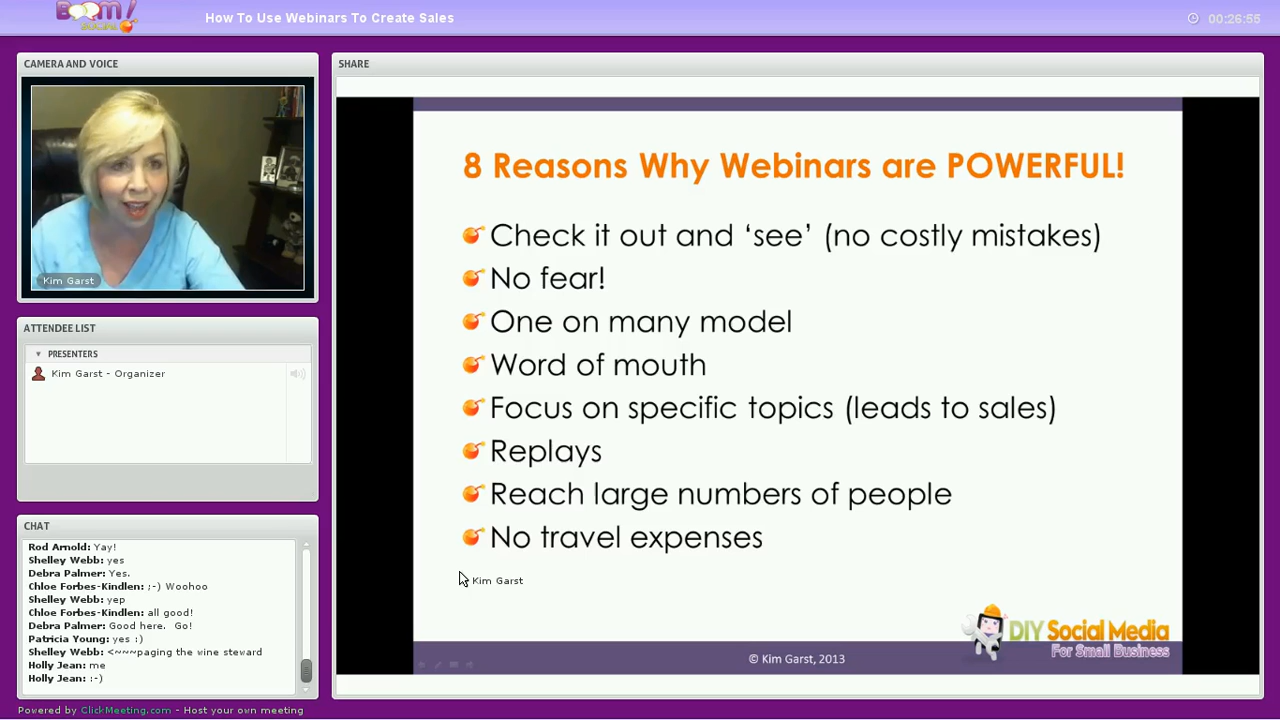 BOOM!
SOCIAL
How To Use Webinars To Create Sales
00:26:55
CAMERA AND VOICE
Kim Garst
ATTENDEE LIST
PRESENTERS
Kim Garst - Organizer
CHAT
Rod Arnold: Yay!
Shelley Webb: yes
Debra Palmer: Yes.
Chloe Forbes-Kindlen: ;-) Woohoo
Shelley Webb: yep
Chloe Forbes-Kindlen: all good!
Debra Palmer: Good here.  Go!
Patricia Young: yes :)
Shelley Webb: <~~~paging the wine steward
Holly Jean: me
Holly Jean: :-)
SHARE
8 Reasons Why Webinars are POWERFUL!
Check it out and ‘see’ (no costly mistakes)
No fear!
One on many model
Word of mouth
Focus on specific topics (leads to sales)
Replays
Reach large numbers of people
No travel expenses
Kim Garst
DIY Social Media
For Small Business
© Kim Garst, 2013
Powered by ClickMeeting.com - Host your own meeting